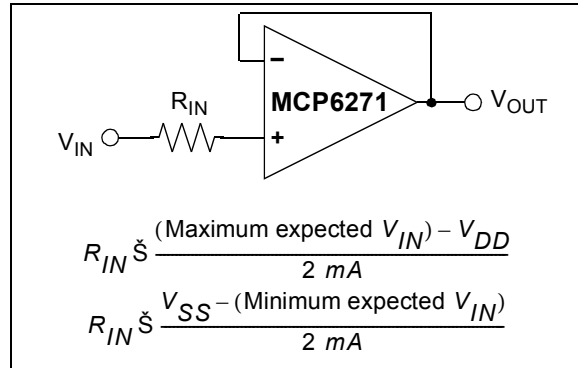 MCP6271
R_IN
V_IN
V_OUT
−
+
R_IN Š (Maximum expected V_IN) – V_DD / 2 mA
R_IN Š V_SS – (Minimum expected V_IN) / 2 mA